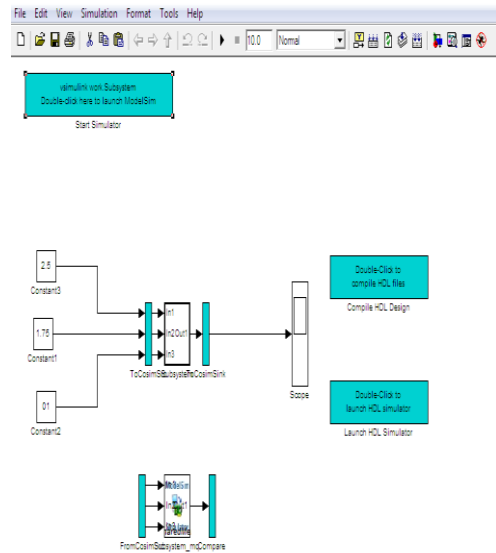 File Edit View Simulation Format Tools Help
10.0 Normal
vsimulink work.Subsystem
Double-click here to launch ModelSim
Start Simulator
2.5
Constant3
Double-Click to
compile HDL files
Compile HDL Design
1.75
Constant1
In1
In2 Out1
In3
ToCosimSrc Subsystem ToCosimSink
Scope
01
Constant2
Double-Click to
launch HDL simulator
Launch HDL Simulator
ModelSim
FromCosimSrc Subsystem_mq Compare